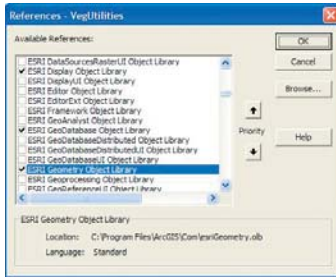 References - VegUtilities
Available References:
ESRI DataSourcesRasterUI Object Library
ESRI Display Object Library
ESRI DisplayUI Object Library
ESRI Editor Object Library
ESRI EditorExt Object Library
ESRI Framework Object Library
ESRI GeoAnalyst Object Library
ESRI GeoDatabase Object Library
ESRI GeoDatabaseDistributed Object Library
ESRI GeoDatabaseDistributedUI Object Library
ESRI GeoDatabaseUI Object Library
ESRI Geometry Object Library
ESRI Geoprocessing Object Library
ESRI GeoReferenceUI Object Library
OK
Cancel
Browse...
Priority
Help
ESRI Geometry Object Library
Location: C:\Program Files\ArcGIS\Com\esriGeometry.olb
Language: Standard